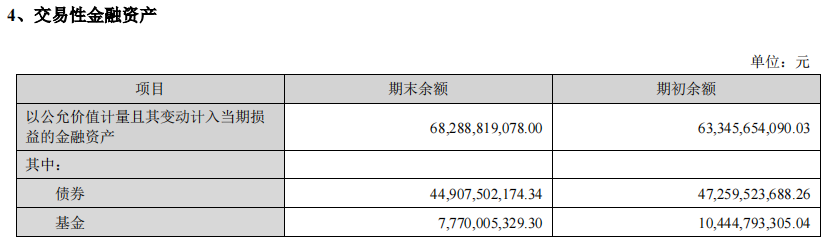 4、交易性金融资产
单位：元
项目 期末余额 期初余额
以公允价值计量且其变动计入当期损
益的金融资产 68,288,819,078.00 63,345,654,090.03
其中：
债券 44,907,502,174.34 47,259,523,688.26
基金 7,770,005,329.30 10,444,793,305.04